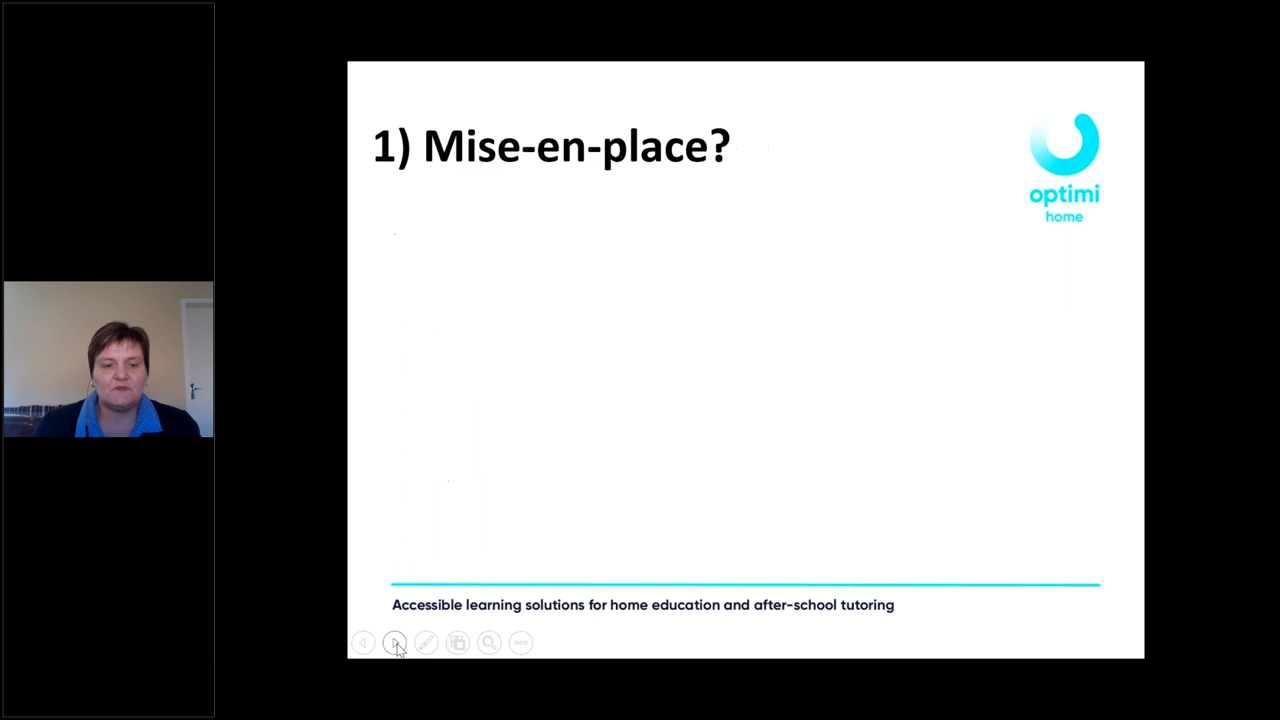 1) Mise-en-place?
optimi
home
Accessible learning solutions for home education and after-school tutoring